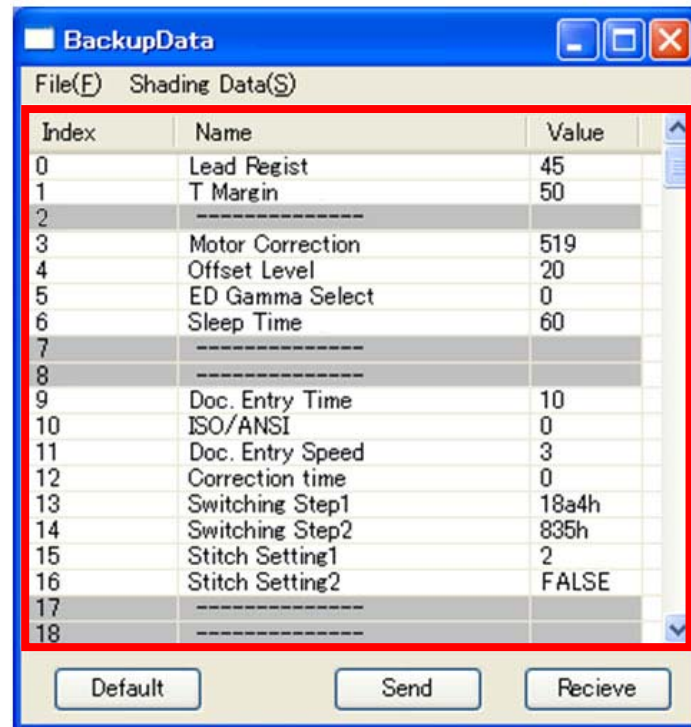 BackupData
File(F) Shading Data(S)
Index Name Value
0 Lead Regist 45
1 T Margin 50
2 --------------
3 Motor Correction 519
4 Offset Level 20
5 ED Gamma Select 0
6 Sleep Time 60
7 --------------
8 --------------
9 Doc. Entry Time 10
10 ISO/ANSI 0
11 Doc. Entry Speed 3
12 Correction time 0
13 Switching Step1 18a4h
14 Switching Step2 835h
15 Stitch Setting1 2
16 Stitch Setting2 FALSE
17 --------------
18 --------------
Default Send Recieve